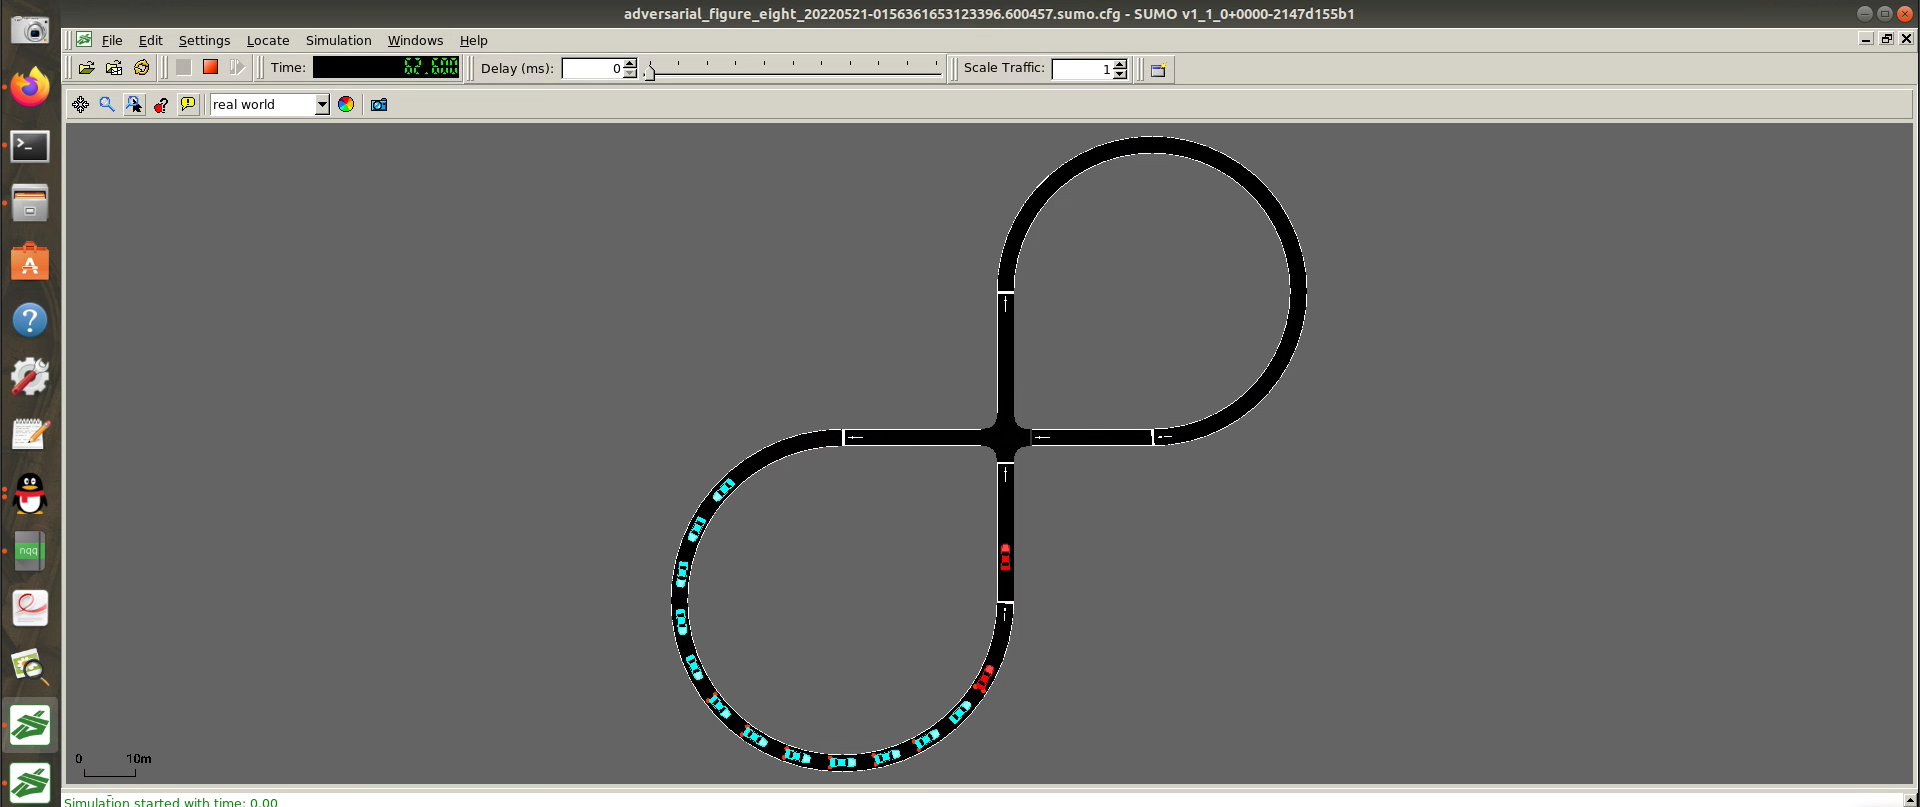 adversarial_figure_eight_20220521-0156361653123396.600457.sumo.cfg - SUMO v1_1_0+0000-2147d155b1
File Edit Settings Locate Simulation Windows Help
Time: 62.600 Delay (ms): 0 Scale Traffic: 1
real world
nqq
0 10m
Simulation started with time: 0.00